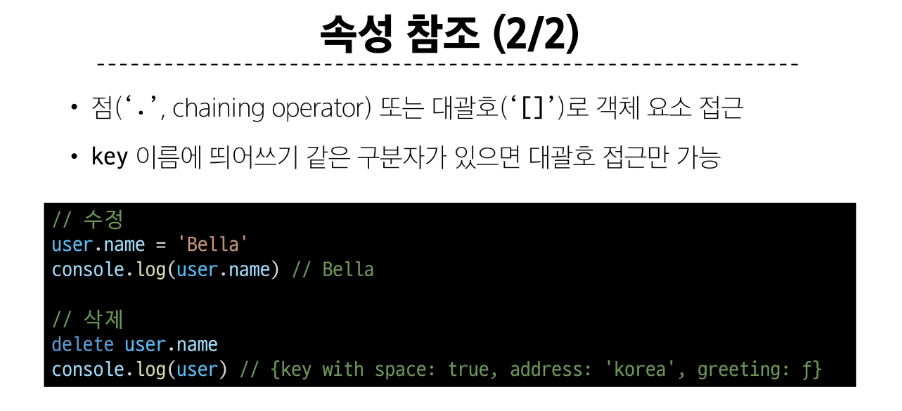 속성 참조 (2/2)
• 점(‘.’, chaining operator) 또는 대괄호(‘[]’)로 객체 요소 접근
• key 이름에 띄어쓰기 같은 구분자가 있으면 대괄호 접근만 가능
// 수정
user.name = 'Bella'
console.log(user.name) // Bella
// 삭제
delete user.name
console.log(user) // {key with space: true, address: 'korea', greeting: ƒ}